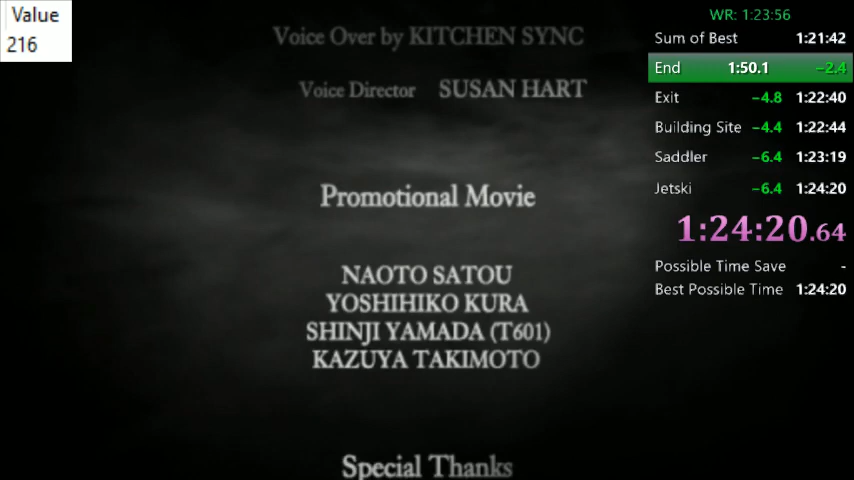 Value
216
Voice Over by KITCHEN SYNC
Voice Director SUSAN HART
Promotional Movie
NAOTO SATOU
YOSHIHIKO KURA
SHINJI YAMADA (T601)
KAZUYA TAKIMOTO
Special Thanks
WR: 1:23:56
Sum of Best 1:21:42
End 1:50.1 −2.4
Exit −4.8 1:22:40
Building Site −4.4 1:22:44
Saddler −6.4 1:23:19
Jetski −6.4 1:24:20
1:24:20.64
Possible Time Save -
Best Possible Time 1:24:20